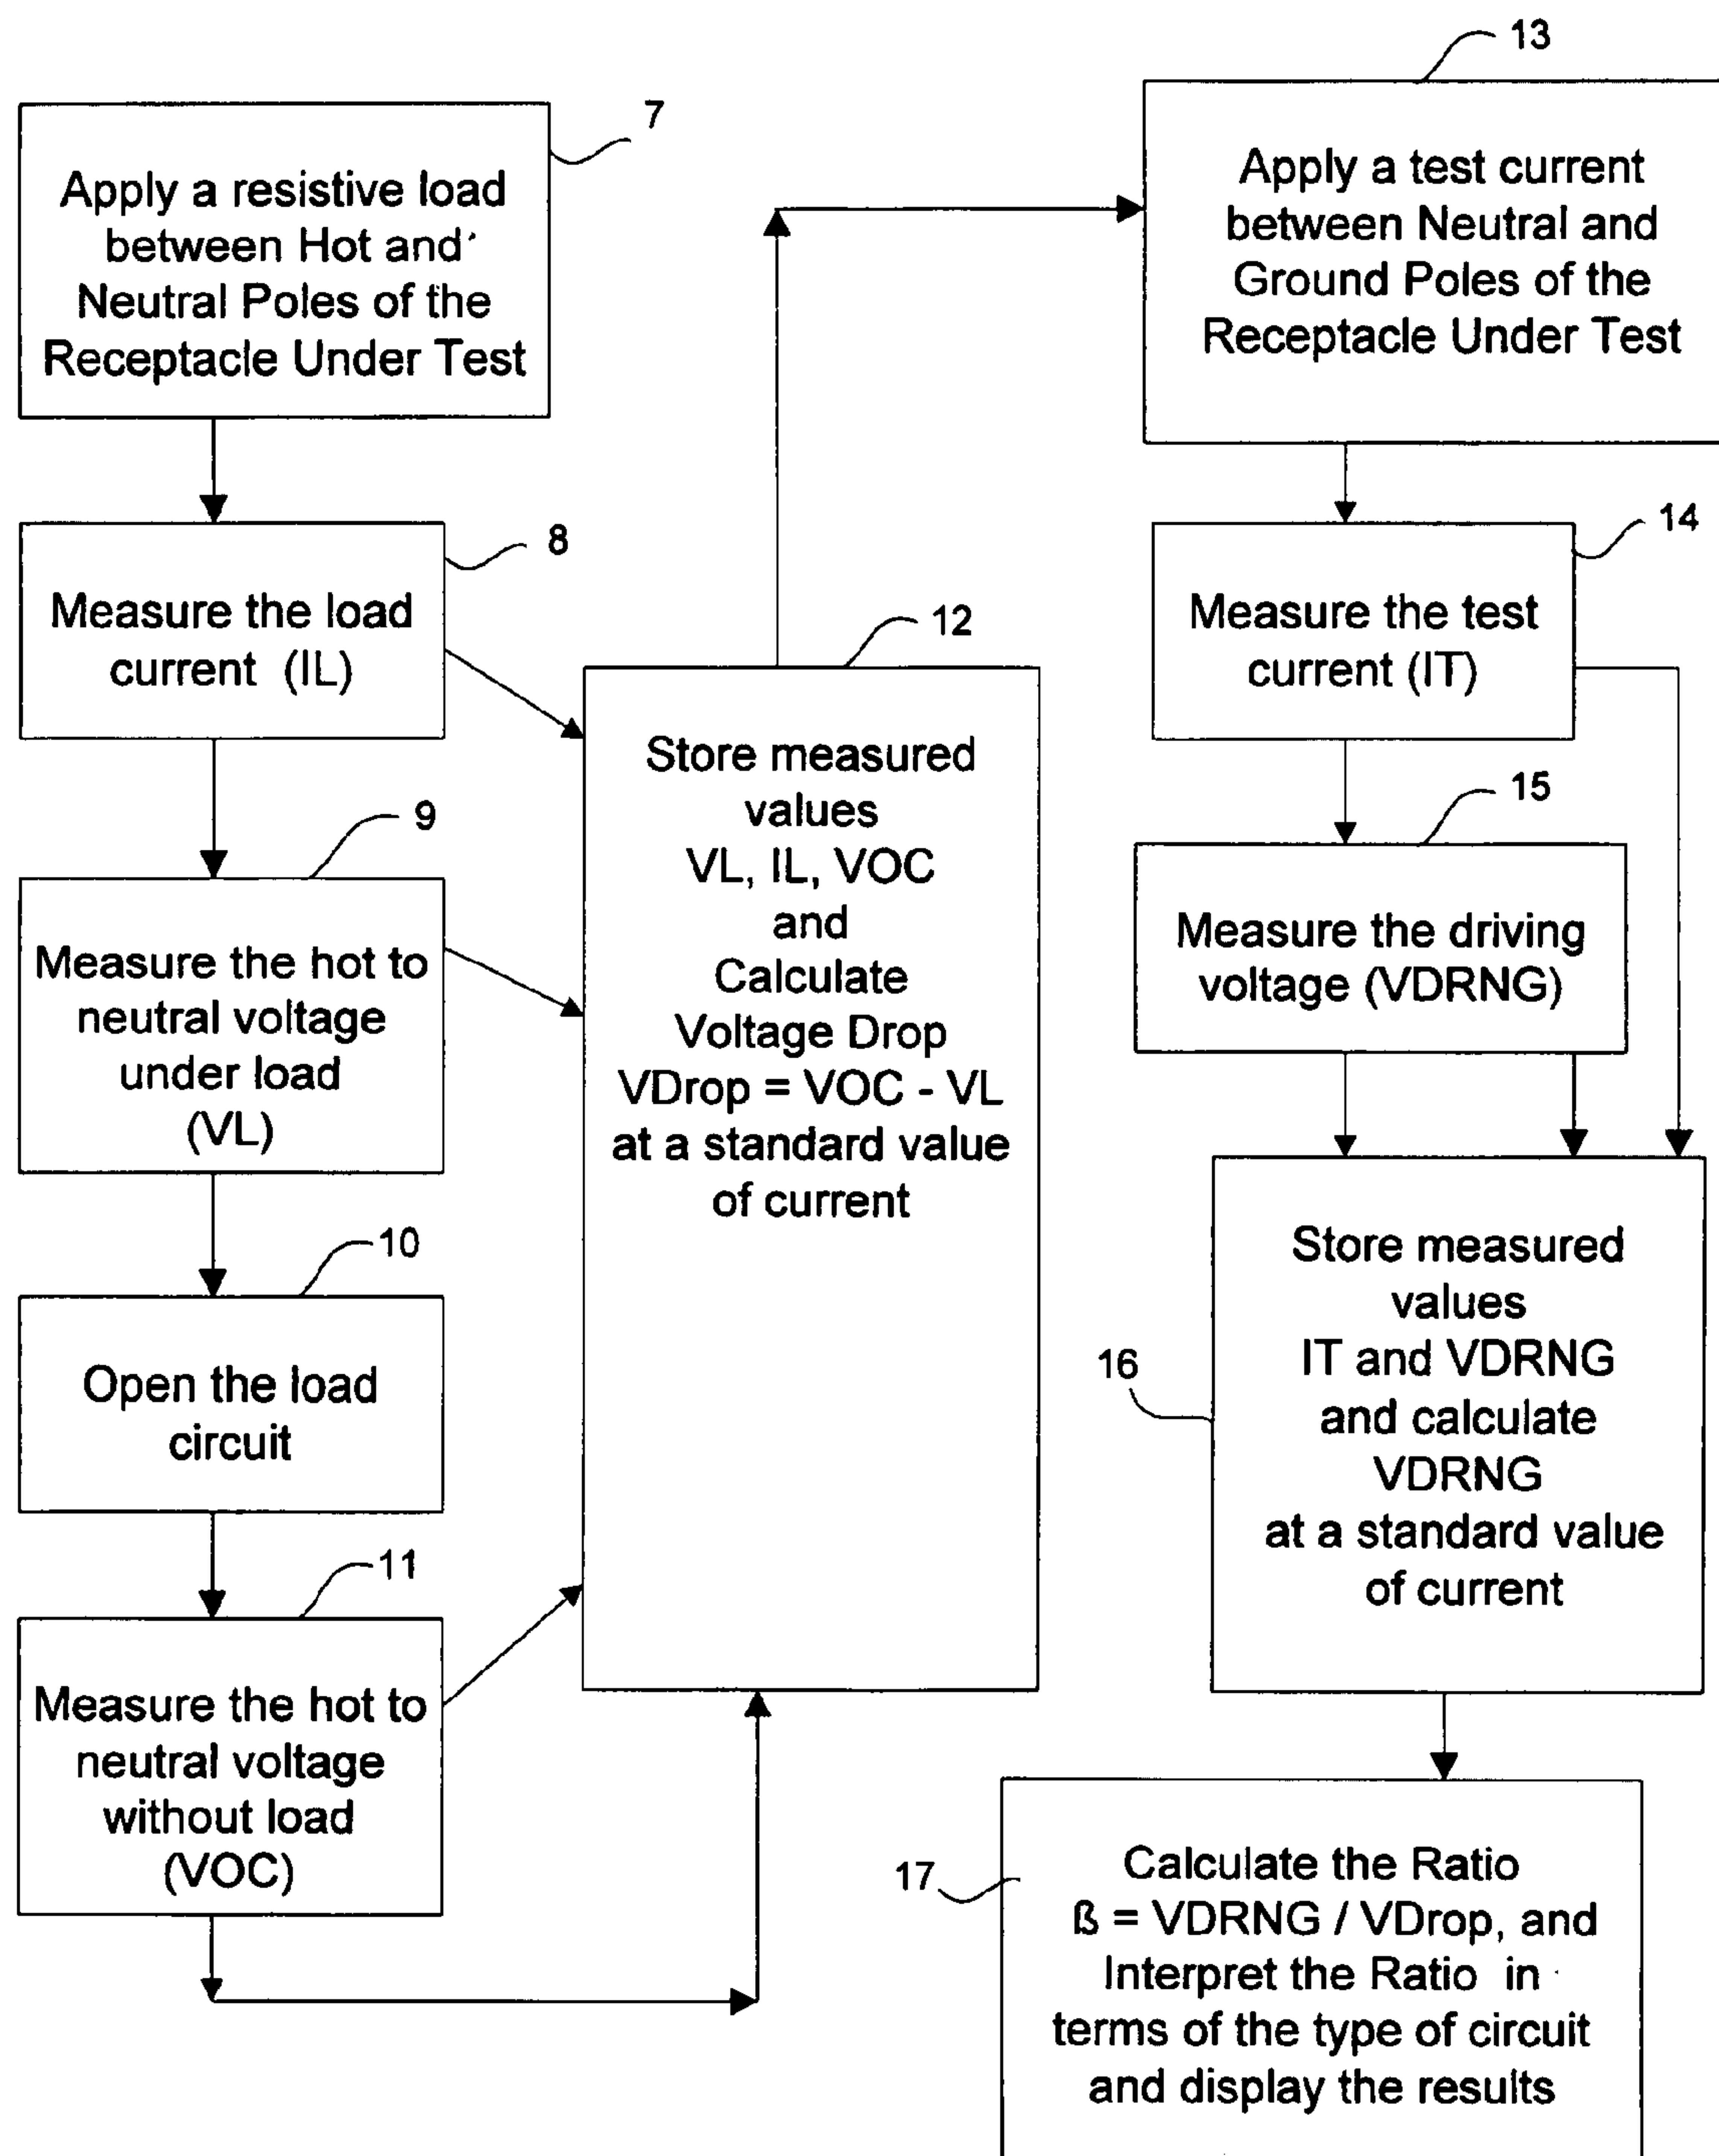 7
Apply a resistive load
between Hot and
Neutral Poles of the
Receptacle Under Test
8
Measure the load
current (IL)
9
Measure the hot to
neutral voltage
under load
(VL)
10
Open the load
circuit
11
Measure the hot to
neutral voltage
without load
(VOC)
12
Store measured
values
VL, IL, VOC
and
Calculate
Voltage Drop
VDrop = VOC - VL
at a standard value
of current
13
Apply a test current
between Neutral and
Ground Poles of the
Receptacle Under Test
14
Measure the test
current (IT)
15
Measure the driving
voltage (VDRNG)
16
Store measured
values
IT and VDRNG
and calculate
VDRNG
at a standard value
of current
17
Calculate the Ratio
ß = VDRNG / VDrop, and
Interpret the Ratio in
terms of the type of circuit
and display the results